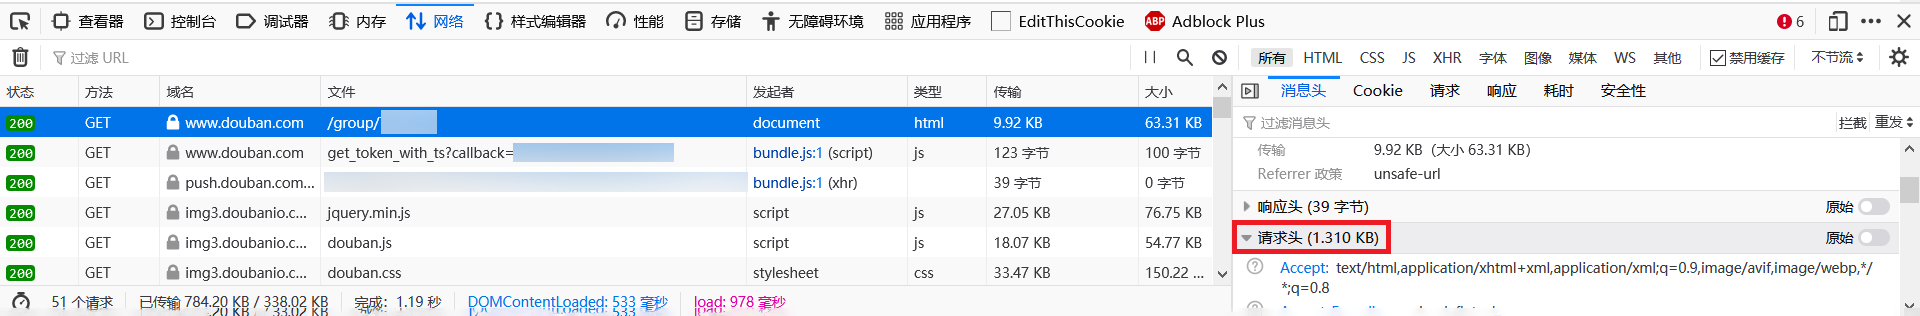 查看器 控制台 调试器 内存 网络 样式编辑器 性能 存储 无障碍环境 应用程序 EditThisCookie ABP Adblock Plus 6
过滤 URL 所有 HTML CSS JS XHR 字体 图像 媒体 WS 其他 禁用缓存 不节流
状态 方法 域名 文件 发起者 类型 传输 大小
200 GET www.douban.com /group/ document html 9.92 KB 63.31 KB
200 GET www.douban.com get_token_with_ts?callback= bundle.js:1 (script) js 123 字节 100 字节
200 GET push.douban.com... bundle.js:1 (xhr) 39 字节 0 字节
200 GET img3.doubanio.c... jquery.min.js script js 27.05 KB 76.75 KB
200 GET img3.doubanio.c... douban.js script js 18.07 KB 54.77 KB
200 GET img3.doubanio.c... douban.css stylesheet css 33.47 KB 150.22 ...
51 个请求 已传输 784.20 KB / 338.02 KB 完成: 1.19 秒 DOMContentLoaded: 533 毫秒 load: 978 毫秒
消息头 Cookie 请求 响应 耗时 安全性
过滤消息头 拦截 重发
传输 9.92 KB (大小 63.31 KB)
Referrer 政策 unsafe-url
响应头 (39 字节) 原始
请求头 (1.310 KB) 原始
Accept: text/html,application/xhtml+xml,application/xml;q=0.9,image/avif,image/webp,*/
*;q=0.8